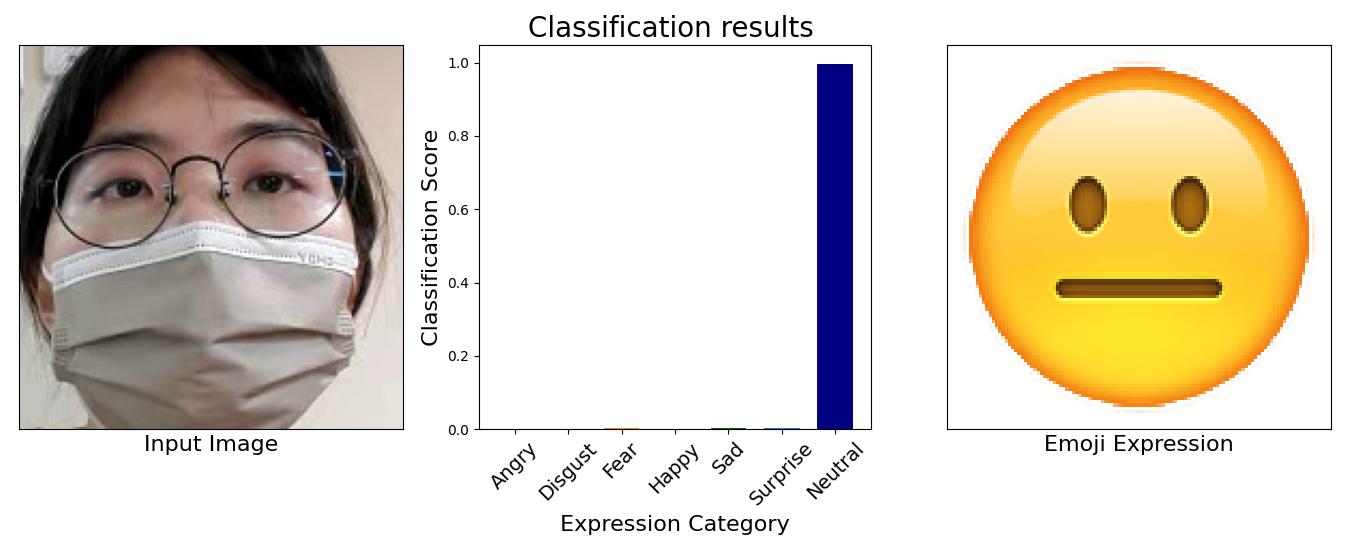 Classification results
Classification Score
1.0
0.8
0.6
0.4
0.2
0.0
Angry
Disgust
Fear
Happy
Sad
Surprise
Neutral
Expression Category
Input Image
Emoji Expression